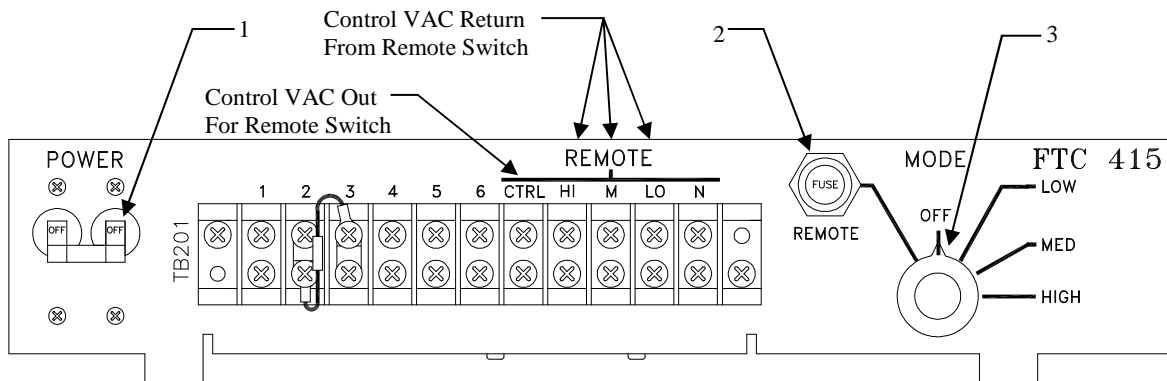 1
Control VAC Return
From Remote Switch
2
3
Control VAC Out
For Remote Switch
POWER
REMOTE
MODE
FTC 415
1 2 3 4 5 6 CTRL HI M LO N
FUSE
LOW
OFF
OFF OFF
REMOTE
MED
TB201
HIGH